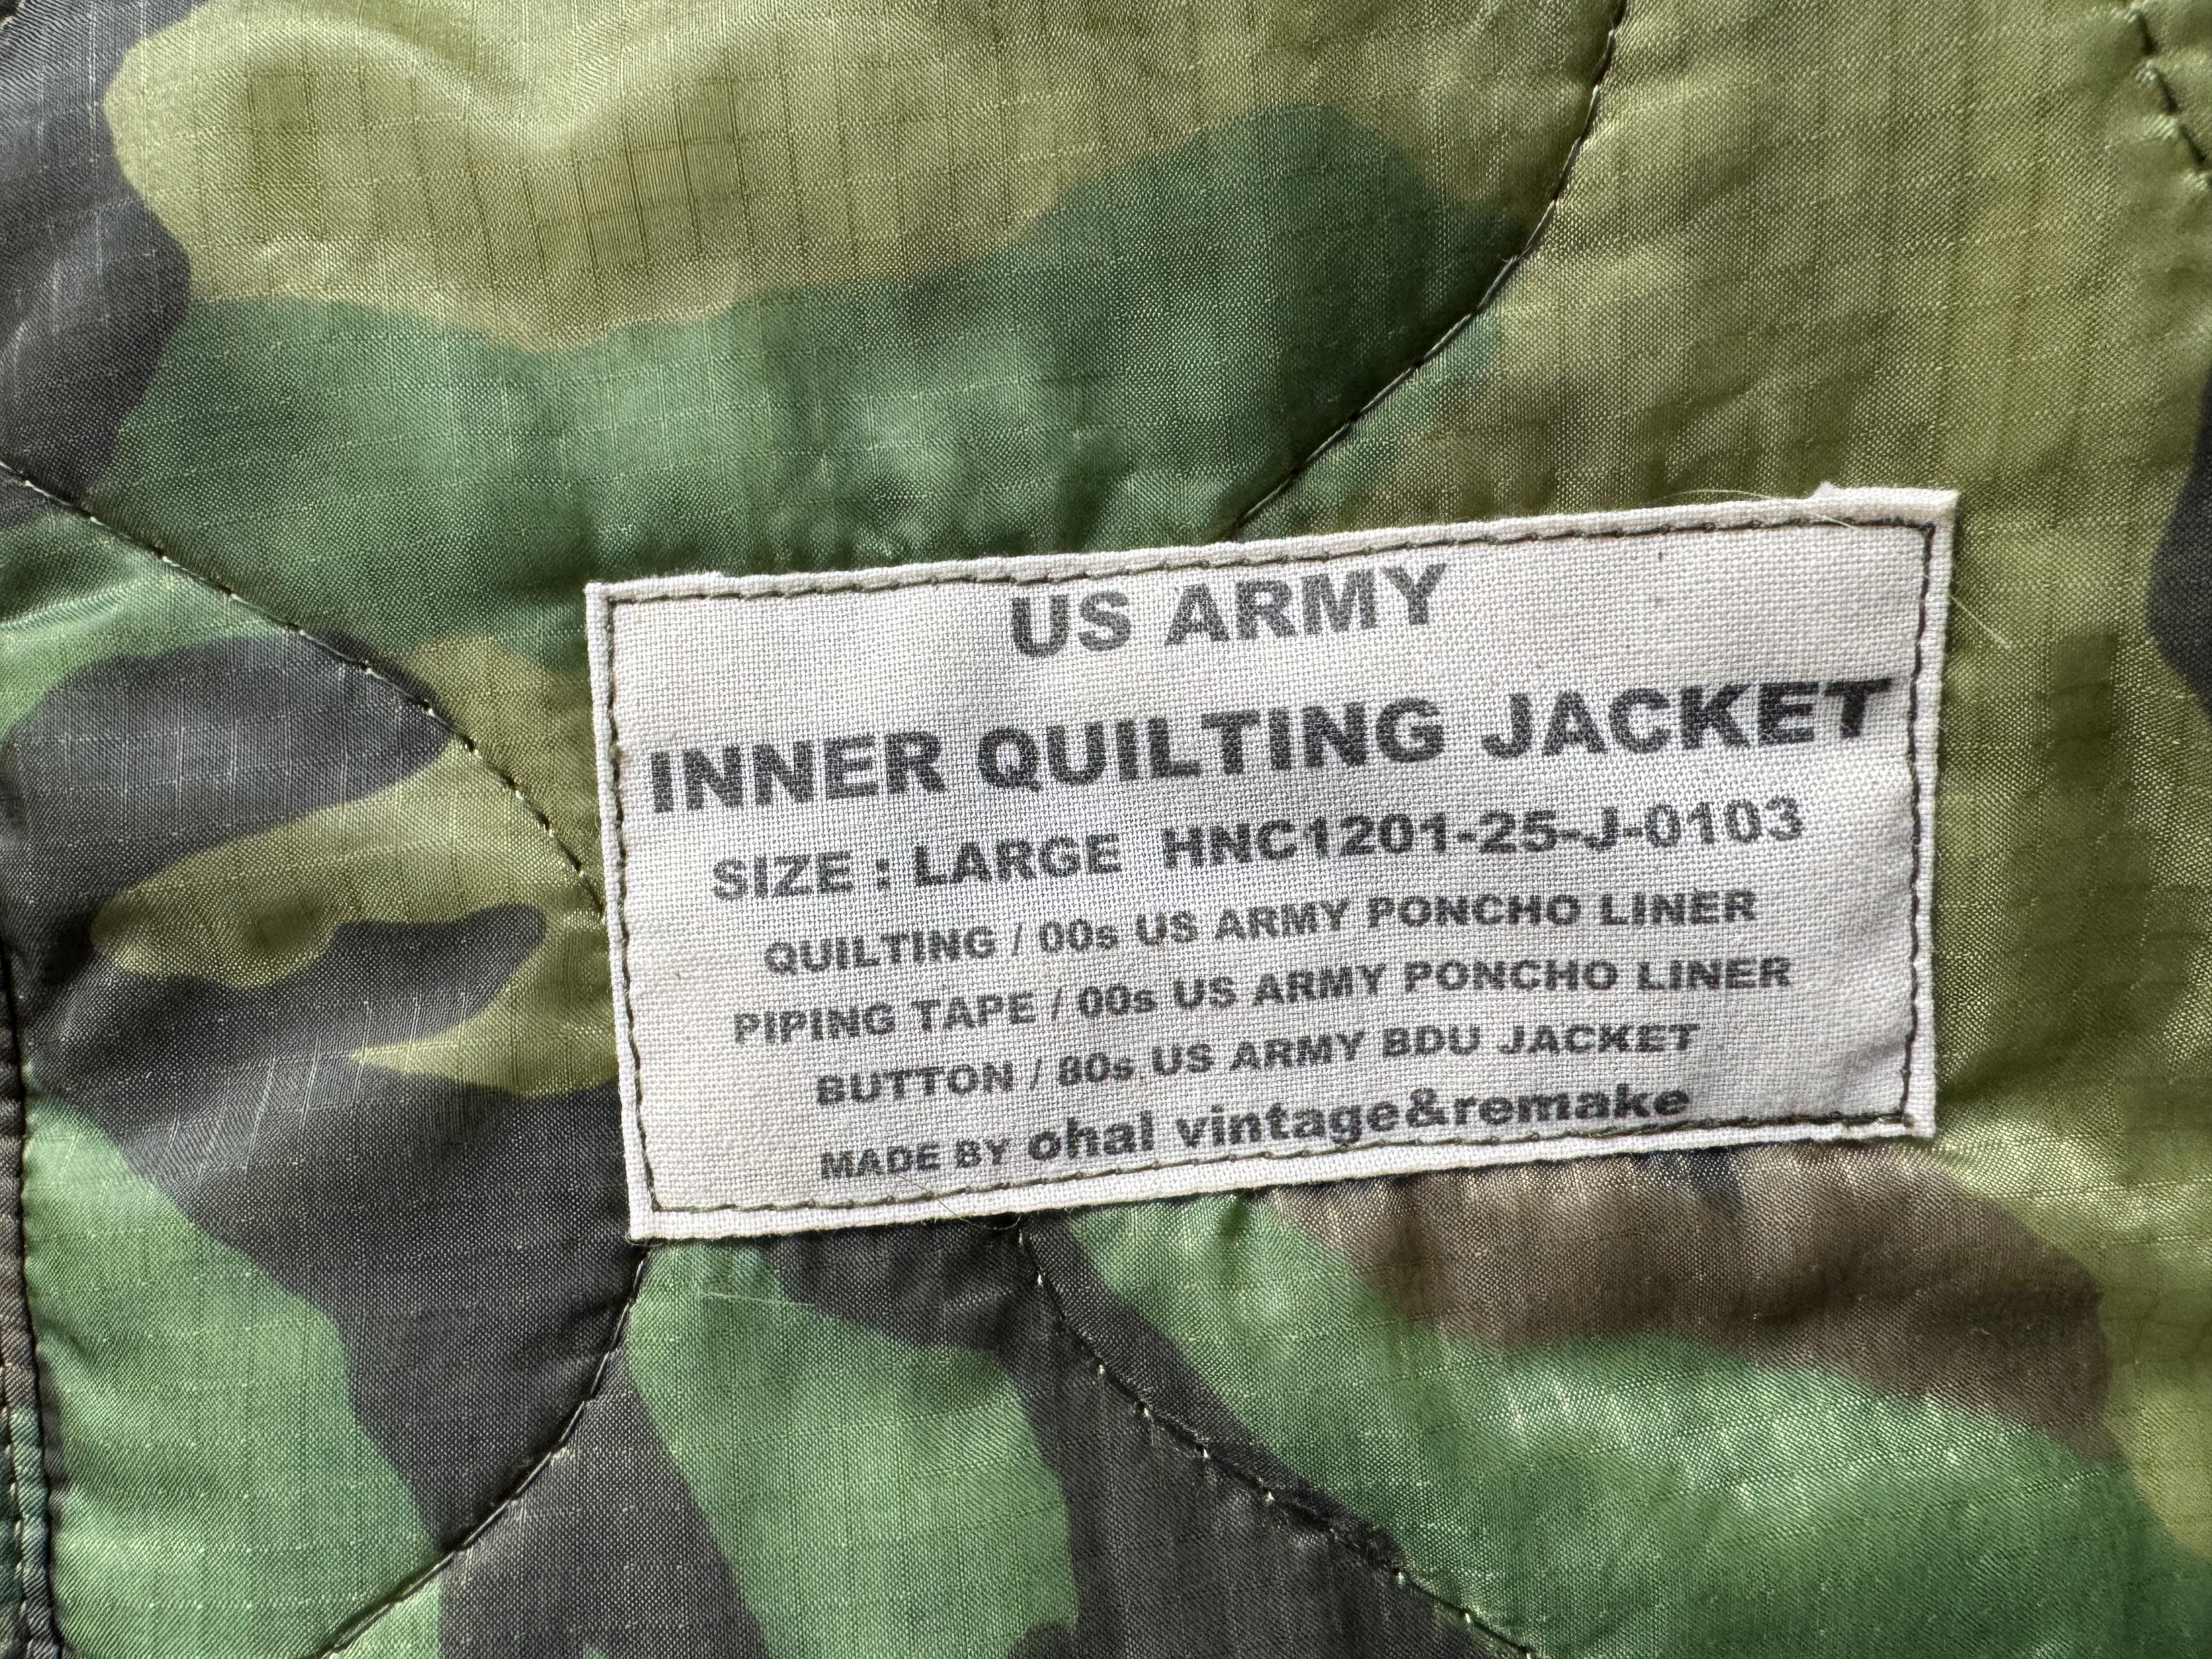 US ARMY
INNER QUILTING JACKET
SIZE : LARGE HNC1201-25-J-0103
QUILTING / 00s US ARMY PONCHO LINER
PIPING TAPE / 00s US ARMY PONCHO LINER
BUTTON / 80s US ARMY BDU JACKET
MADE BY ohal vintage&remake